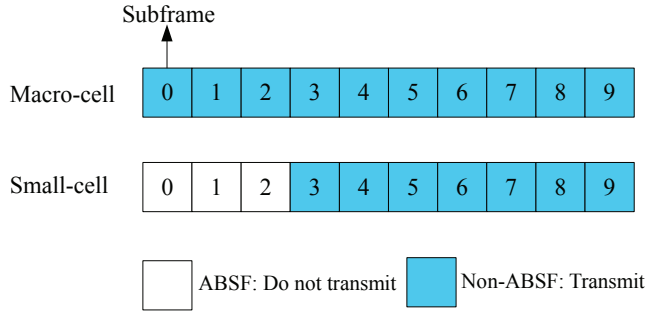 Subframe
Macro-cell 0 1 2 3 4 5 6 7 8 9
Small-cell 0 1 2 3 4 5 6 7 8 9
ABSF: Do not transmit Non-ABSF: Transmit